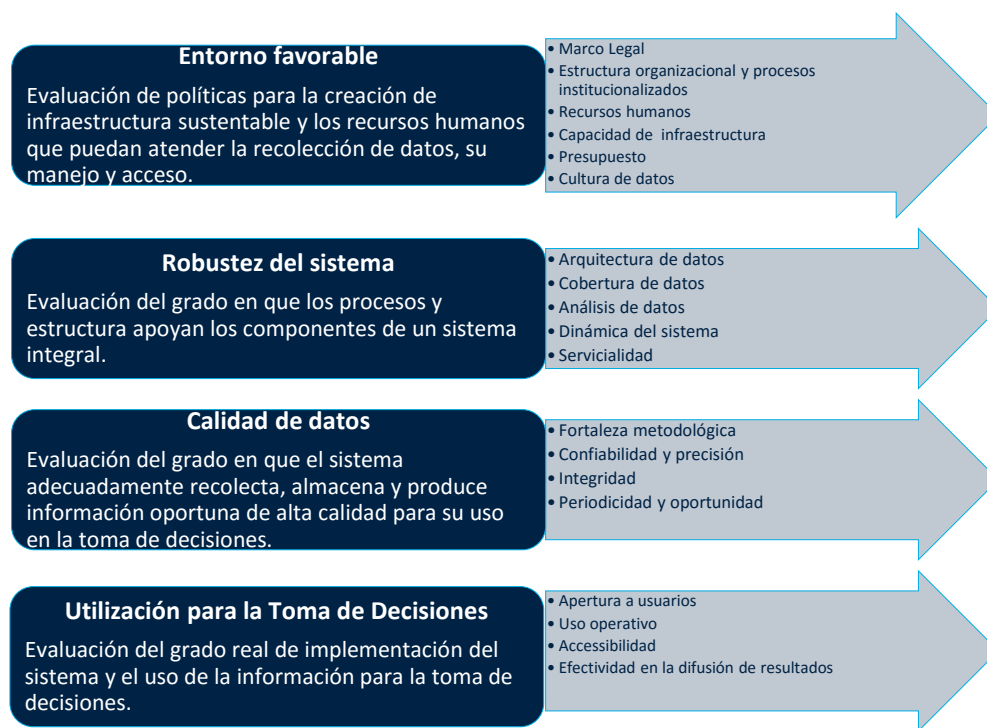 Entorno favorable
Evaluación de políticas para la creación de
infraestructura sustentable y los recursos humanos
que puedan atender la recolección de datos, su
manejo y acceso.
• Marco Legal
• Estructura organizacional y procesos
institucionalizados
• Recursos humanos
• Capacidad de infraestructura
• Presupuesto
• Cultura de datos
Robustez del sistema
Evaluación del grado en que los procesos y
estructura apoyan los componentes de un sistema
integral.
• Arquitectura de datos
• Cobertura de datos
• Análisis de datos
• Dinámica del sistema
• Servicialidad
Calidad de datos
Evaluación del grado en que el sistema
adecuadamente recolecta, almacena y produce
información oportuna de alta calidad para su uso
en la toma de decisiones.
• Fortaleza metodológica
• Confiabilidad y precisión
• Integridad
• Periodicidad y oportunidad
Utilización para la Toma de Decisiones
Evaluación del grado real de implementación del
sistema y el uso de la información para la toma de
decisiones.
• Apertura a usuarios
• Uso operativo
• Accessibilidad
• Efectividad en la difusión de resultados